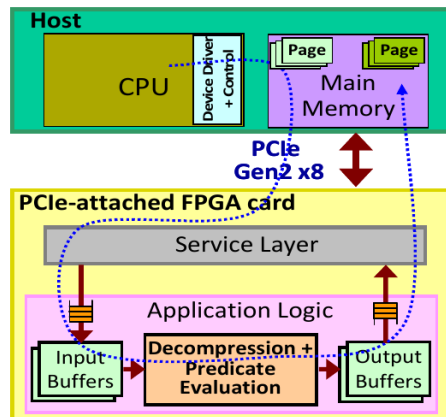 Host
CPU
Device Driver
+ Control
Page
Page
Main
Memory
PCIe
Gen2 x8
PCIe-attached FPGA card
Service Layer
Application Logic
Input
Buffers
Decompression +
Predicate
Evaluation
Output
Buffers